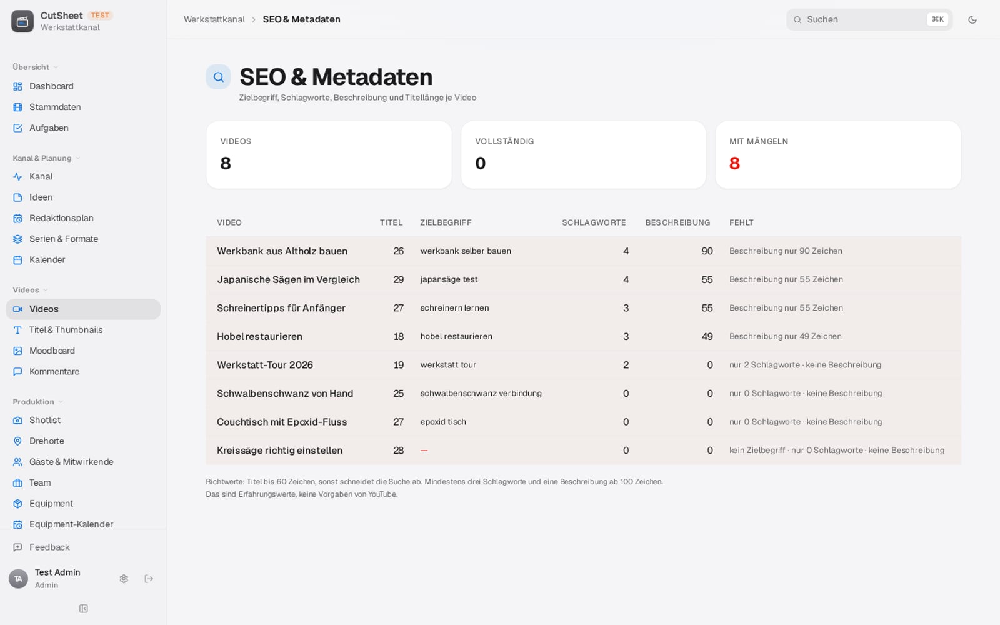 CutSheet TEST
Werkstattkanal
Übersicht
Dashboard
Stammdaten
Aufgaben
Kanal & Planung
Kanal
Ideen
Redaktionsplan
Serien & Formate
Kalender
Videos
Videos
Titel & Thumbnails
Moodboard
Kommentare
Produktion
Shotlist
Drehorte
Gäste & Mitwirkende
Team
Equipment
Equipment-Kalender
Feedback
TA
Test Admin
Admin
Werkstattkanal SEO & Metadaten
Suchen ⌘K
SEO & Metadaten
Zielbegriff, Schlagworte, Beschreibung und Titellänge je Video
VIDEOS
8
VOLLSTÄNDIG
0
MIT MÄNGELN
8
VIDEO TITEL ZIELBEGRIFF SCHLAGWORTE BESCHREIBUNG FEHLT
Werkbank aus Altholz bauen 26 werkbank selber bauen 4 90 Beschreibung nur 90 Zeichen
Japanische Sägen im Vergleich 29 japansäge test 4 55 Beschreibung nur 55 Zeichen
Schreinertipps für Anfänger 27 schreinern lernen 3 55 Beschreibung nur 55 Zeichen
Hobel restaurieren 18 hobel restaurieren 3 49 Beschreibung nur 49 Zeichen
Werkstatt-Tour 2026 19 werkstatt tour 2 0 nur 2 Schlagworte · keine Beschreibung
Schwalbenschwanz von Hand 25 schwalbenschwanz verbindung 0 0 nur 0 Schlagworte · keine Beschreibung
Couchtisch mit Epoxid-Fluss 27 epoxid tisch 0 0 nur 0 Schlagworte · keine Beschreibung
Kreissäge richtig einstellen 28 — 0 0 kein Zielbegriff · nur 0 Schlagworte · keine Beschreibung
Richtwerte: Titel bis 60 Zeichen, sonst schneidet die Suche ab. Mindestens drei Schlagworte und eine Beschreibung ab 100 Zeichen.
Das sind Erfahrungswerte, keine Vorgaben von YouTube.